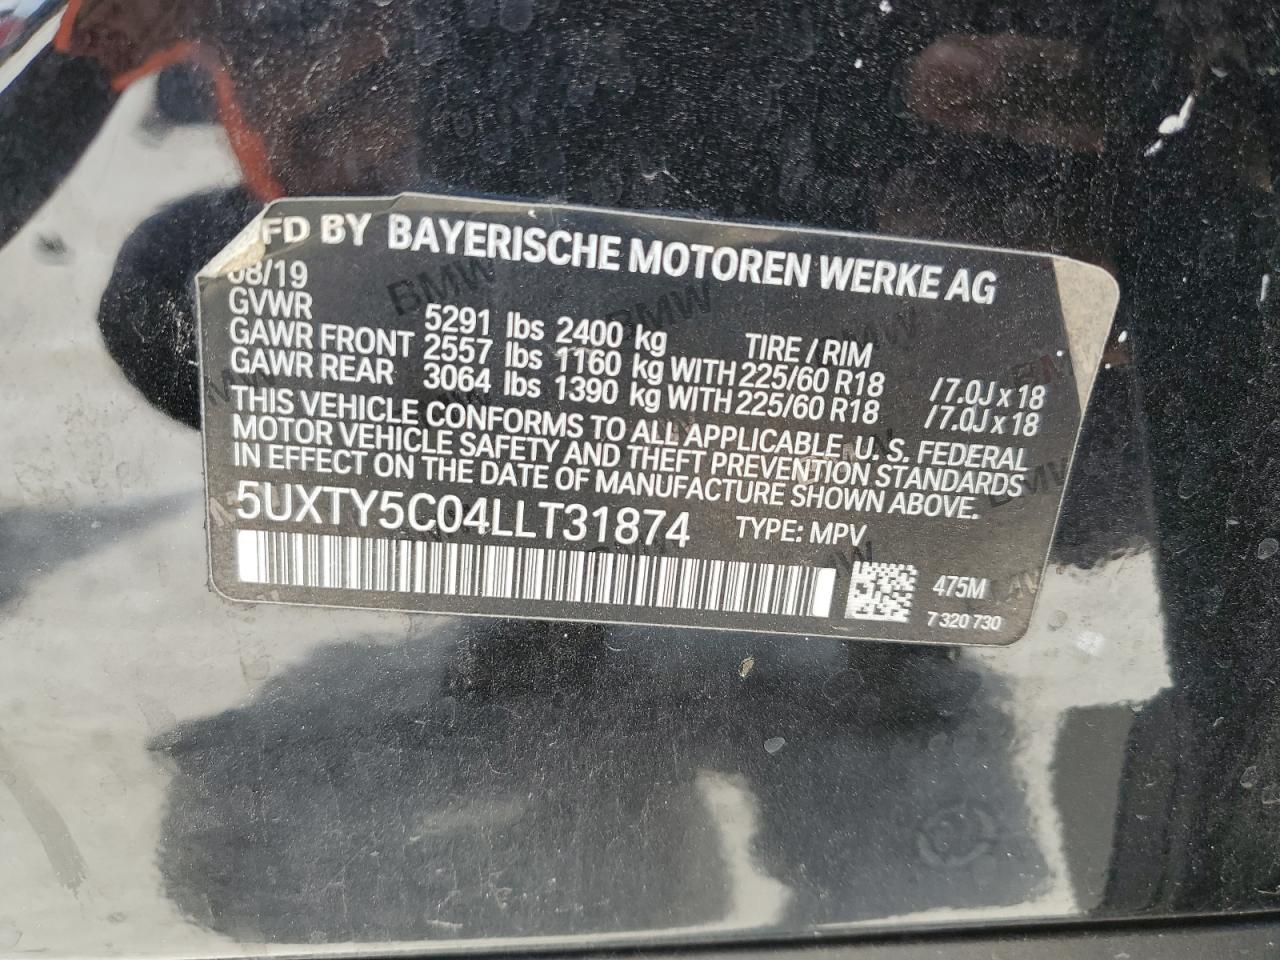 FD BY BAYERISCHE MOTOREN WERKE AG
08/19
GVWR 5291 lbs 2400 kg TIRE / RIM
GAWR FRONT 2557 lbs 1160 kg WITH 225/60 R18 /7.0J x 18
GAWR REAR 3064 lbs 1390 kg WITH 225/60 R18 /7.0J x 18
THIS VEHICLE CONFORMS TO ALL APPLICABLE U.S. FEDERAL
MOTOR VEHICLE SAFETY AND THEFT PREVENTION STANDARDS
IN EFFECT ON THE DATE OF MANUFACTURE SHOWN ABOVE.
5UXTY5C04LLT31874 TYPE: MPV
475M
7 320 730